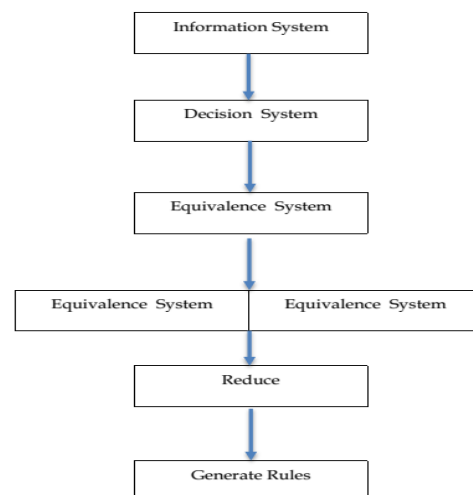 Information System
Decision System
Equivalence System
Equivalence System
Equivalence System
Reduce
Generate Rules